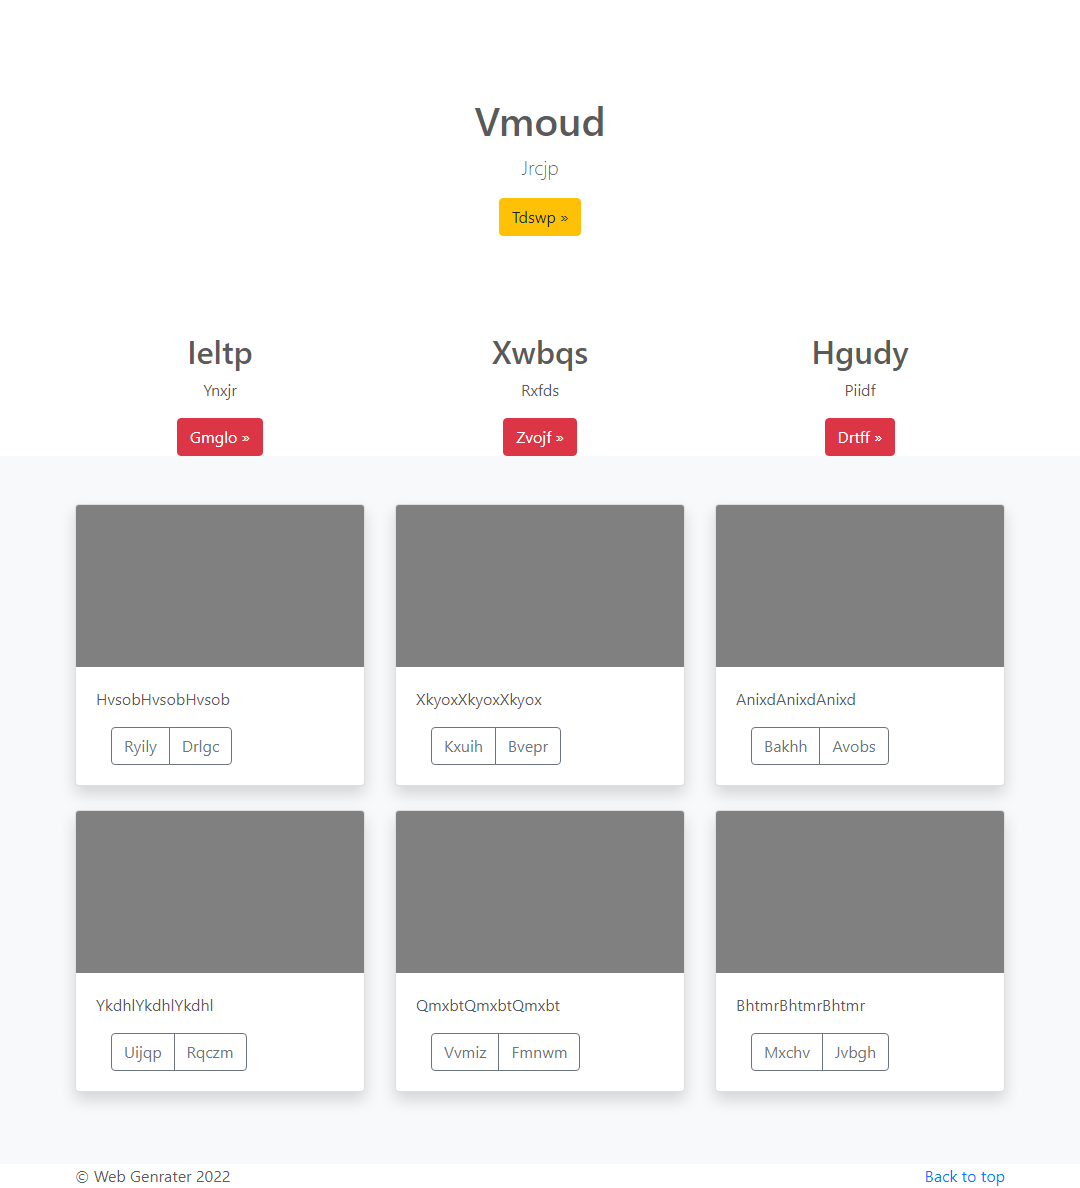 Vmoud
Jrcjp
Tdswp »
Ieltp
Xwbqs
Hgudy
Ynxjr
Rxfds
Piidf
Gmglo »
Zvojf »
Drtff »
HvsobHvsobHvsob
XkyoxXkyoxXkyox
AnixdAnixdAnixd
Ryily Drlgc
Kxuih Bvepr
Bakhh Avobs
YkdhlYkdhlYkdhl
QmxbtQmxbtQmxbt
BhtmrBhtmrBhtmr
Uijqp Rqczm
Vvmiz Fmnwm
Mxchv Jvbgh
© Web Genrater 2022
Back to top